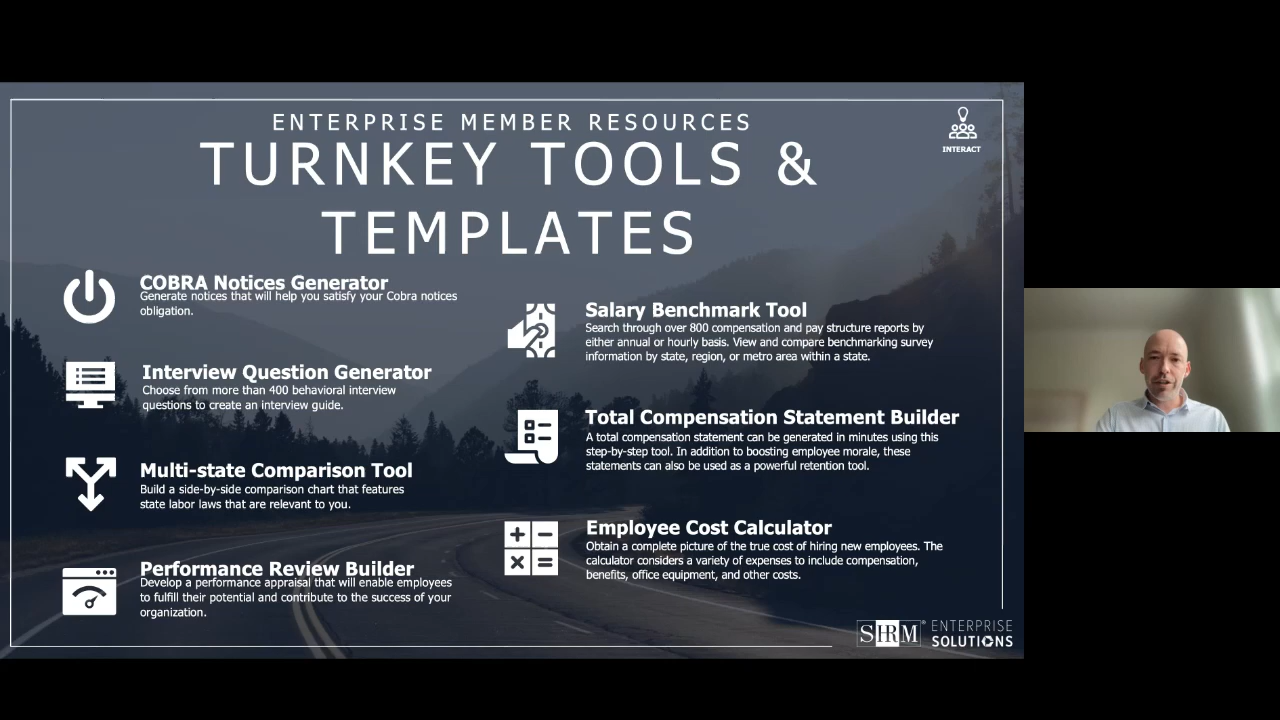 ENTERPRISE MEMBER RESOURCES
TURNKEY TOOLS &
TEMPLATES
INTERACT
COBRA Notices Generator
Generate notices that will help you satisfy your Cobra notices
obligation.
Interview Question Generator
Choose from more than 400 behavioral interview
questions to create an interview guide.
Multi-state Comparison Tool
Build a side-by-side comparison chart that features
state labor laws that are relevant to you.
Performance Review Builder
Develop a performance appraisal that will enable employees
to fulfill their potential and contribute to the success of your
organization.
Salary Benchmark Tool
Search through over 800 compensation and pay structure reports by
either annual or hourly basis. View and compare benchmarking survey
information by state, region, or metro area within a state.
Total Compensation Statement Builder
A total compensation statement can be generated in minutes using this
step-by-step tool. In addition to boosting employee morale, these
statements can also be used as a powerful retention tool.
Employee Cost Calculator
Obtain a complete picture of the true cost of hiring new employees. The
calculator considers a variety of expenses to include compensation,
benefits, office equipment, and other costs.
SHRM® ENTERPRISE
SOLUTIONS